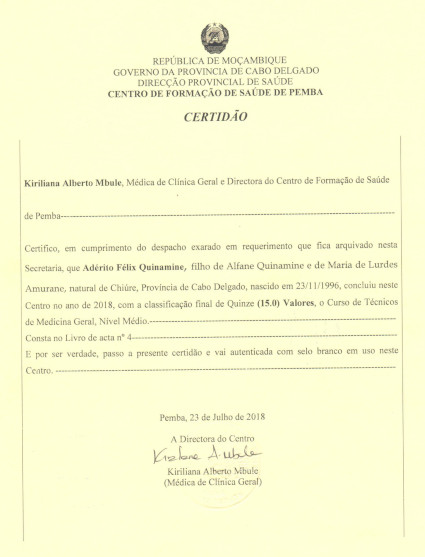 REPÚBLICA DE MOÇAMBIQUE
GOVERNO DA PROVINCIA DE CABO DELGADO
DIRECÇÃO PROVINCIAL DE SAÚDE
CENTRO DE FORMAÇÃO DE SAÚDE DE PEMBA
CERTIDÃO
Kiriliana Alberto Mbule, Médica de Clínica Geral e Directora do Centro de Formação de Saúde
de Pemba-----------------------------------------------------------------------
Certifico, em cumprimento do despacho exarado em requerimento que fica arquivado nesta
Secretaria, que Adérito Félix Quinamine, filho de Alfane Quinamine e de Maria de Lurdes
Amurane, natural de Chiúre, Província de Cabo Delgado, nascido em 23/11/1996, concluiu neste
Centro no ano de 2018, com a classificação final de Quinze (15.0) Valores, o Curso de Técnicos
de Medicina Geral, Nível Médio.--------------------------------------------------
Consta no Livro de acta nº 4------------------------------------------------------
E por ser verdade, passo a presente certidão e vai autenticada com selo branco em uso neste
Centro. -------------------------------------------------------------------------
Pemba, 23 de Julho de 2018
A Directora do Centro
Kirilana A. Mbule
Kiriliana Alberto Mbule
(Médica de Clínica Geral)